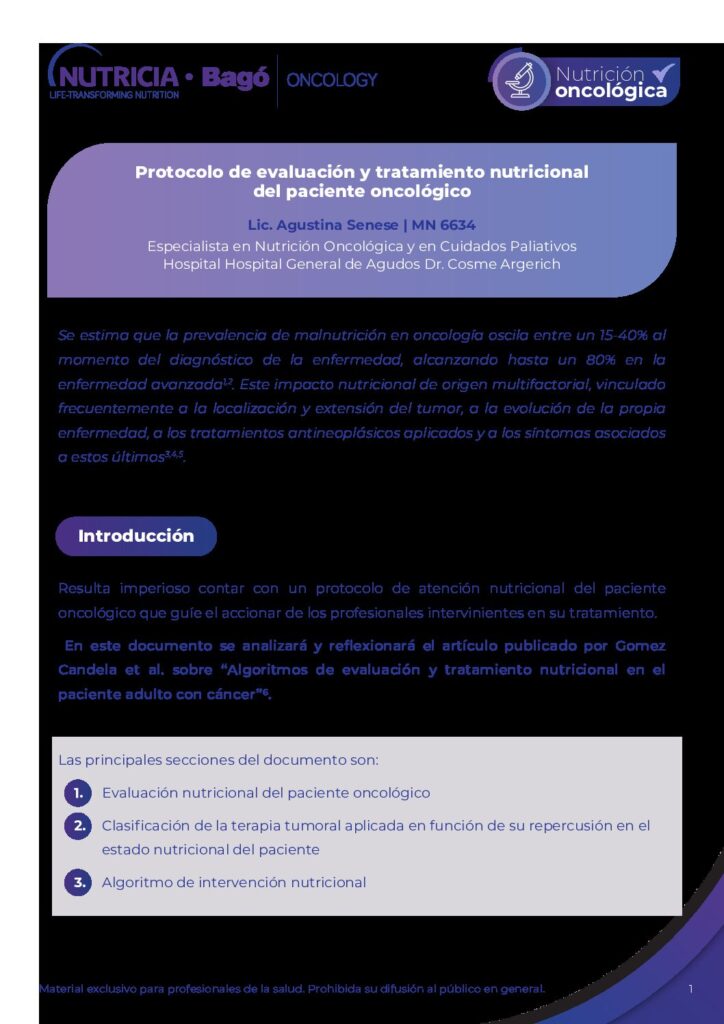 NUTRICIA • Bagó ONCOLOGY
LIFE-TRANSFORMING NUTRITION
Nutrición
oncológica
Protocolo de evaluación y tratamiento nutricional
del paciente oncológico
Lic. Agustina Senese | MN 6634
Especialista en Nutrición Oncológica y en Cuidados Paliativos
Hospital Hospital General de Agudos Dr. Cosme Argerich
Se estima que la prevalencia de malnutrición en oncología oscila entre un 15-40% al
momento del diagnóstico de la enfermedad, alcanzando hasta un 80% en la
enfermedad avanzada¹,². Este impacto nutricional de origen multifactorial, vinculado
frecuentemente a la localización y extensión del tumor, a la evolución de la propia
enfermedad, a los tratamientos antineoplásicos aplicados y a los síntomas asociados
a estos últimos³,⁴,⁵.
Introducción
Resulta imperioso contar con un protocolo de atención nutricional del paciente
oncológico que guíe el accionar de los profesionales intervinientes en su tratamiento.
En este documento se analizará y reflexionará el artículo publicado por Gomez
Candela et al. sobre “Algoritmos de evaluación y tratamiento nutricional en el
paciente adulto con cáncer”⁶.
Las principales secciones del documento son:
1. Evaluación nutricional del paciente oncológico
2. Clasificación de la terapia tumoral aplicada en función de su repercusión en el
estado nutricional del paciente
3. Algoritmo de intervención nutricional
Material exclusivo para profesionales de la salud. Prohibida su difusión al público en general.
1